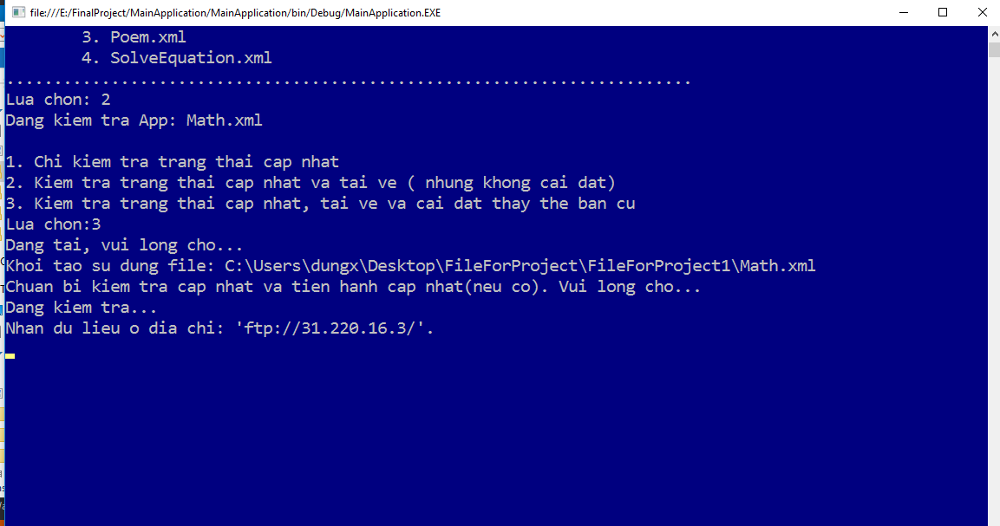 file:///E:/FinalProject/MainApplication/MainApplication/bin/Debug/MainApplication.EXE
3. Poem.xml
4. SolveEquation.xml
........................................................................
Lua chon: 2
Dang kiem tra App: Math.xml
1. Chi kiem tra trang thai cap nhat
2. Kiem tra trang thai cap nhat va tai ve ( nhung khong cai dat)
3. Kiem tra trang thai cap nhat, tai ve va cai dat thay the ban cu
Lua chon:3
Dang tai, vui long cho...
Khoi tao su dung file: C:\Users\dungx\Desktop\FileForProject\FileForProject1\Math.xml
Chuan bi kiem tra cap nhat va tien hanh cap nhat(neu co). Vui long cho...
Dang kiem tra...
Nhan du lieu o dia chi: 'ftp://31.220.16.3/'.